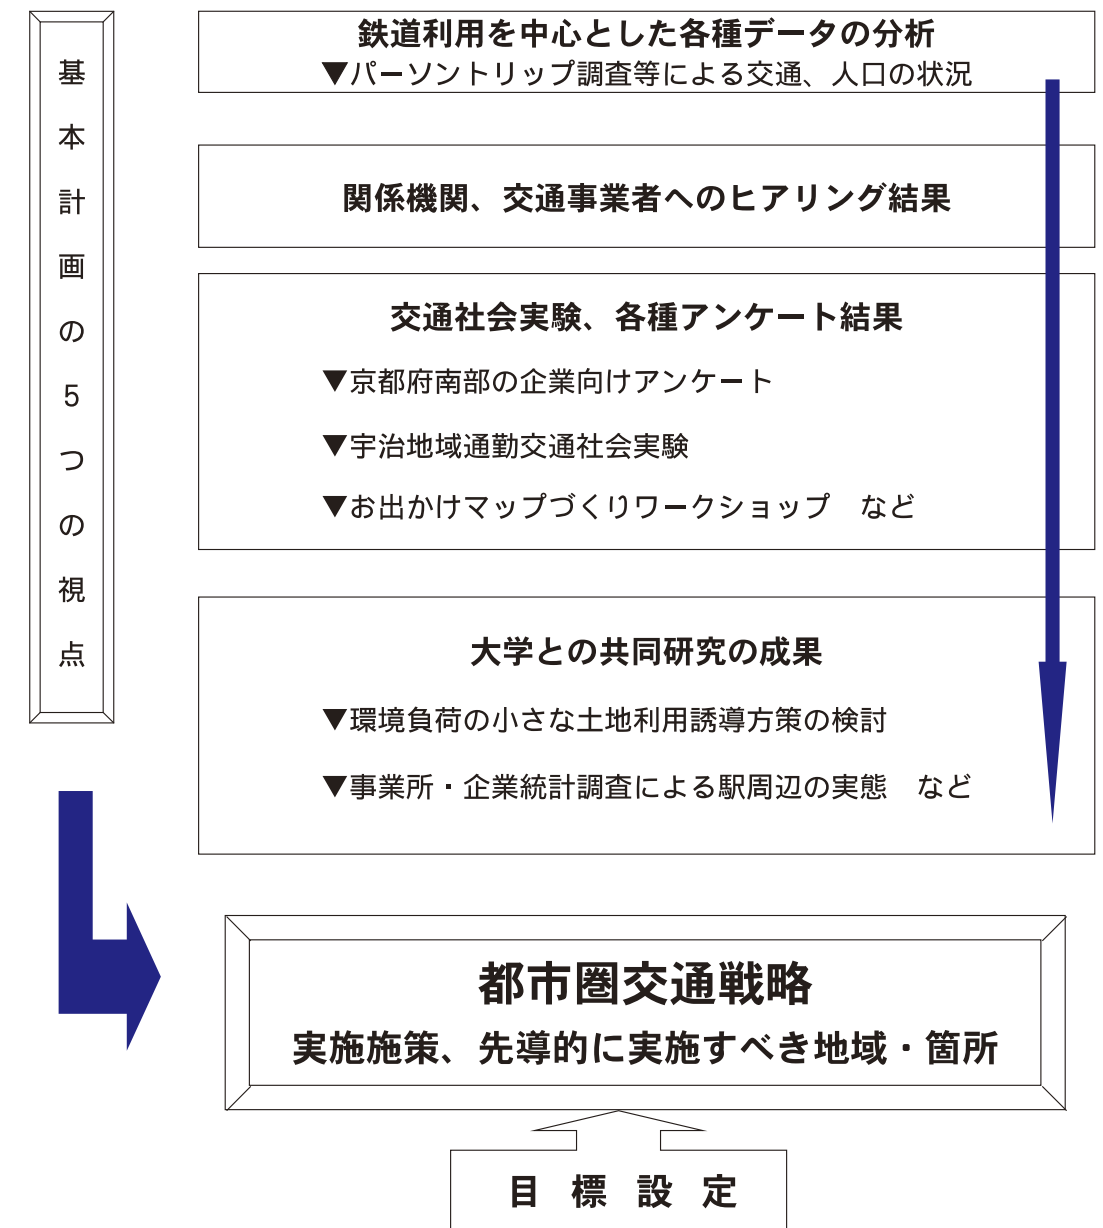 基本計画の５つの視点
鉄道利用を中心とした各種データの分析
▼パーソントリップ調査等による交通、人口の状況
関係機関、交通事業者へのヒアリング結果
交通社会実験、各種アンケート結果
▼京都府南部の企業向けアンケート
▼宇治地域通勤交通社会実験
▼お出かけマップづくりワークショップ　など
大学との共同研究の成果
▼環境負荷の小さな土地利用誘導方策の検討
▼事業所・企業統計調査による駅周辺の実態　など
都市圏交通戦略
実施施策、先導的に実施すべき地域・箇所
目標設定